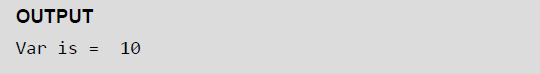 OUTPUT
Var is =  10